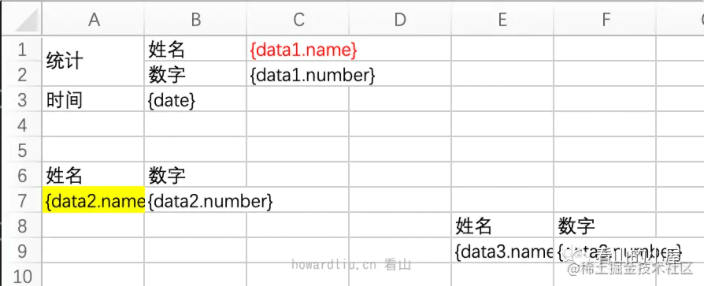 A B C D E F
1 姓名 {data1.name}
统计
2 数字 {data1.number}
3 时间 {date}
4
5
6 姓名 数字
7 {data2.name {data2.number}
8 姓名 数字
9 {data3.name
howardliu.cn 看山
@稀土掘金技术社区
10